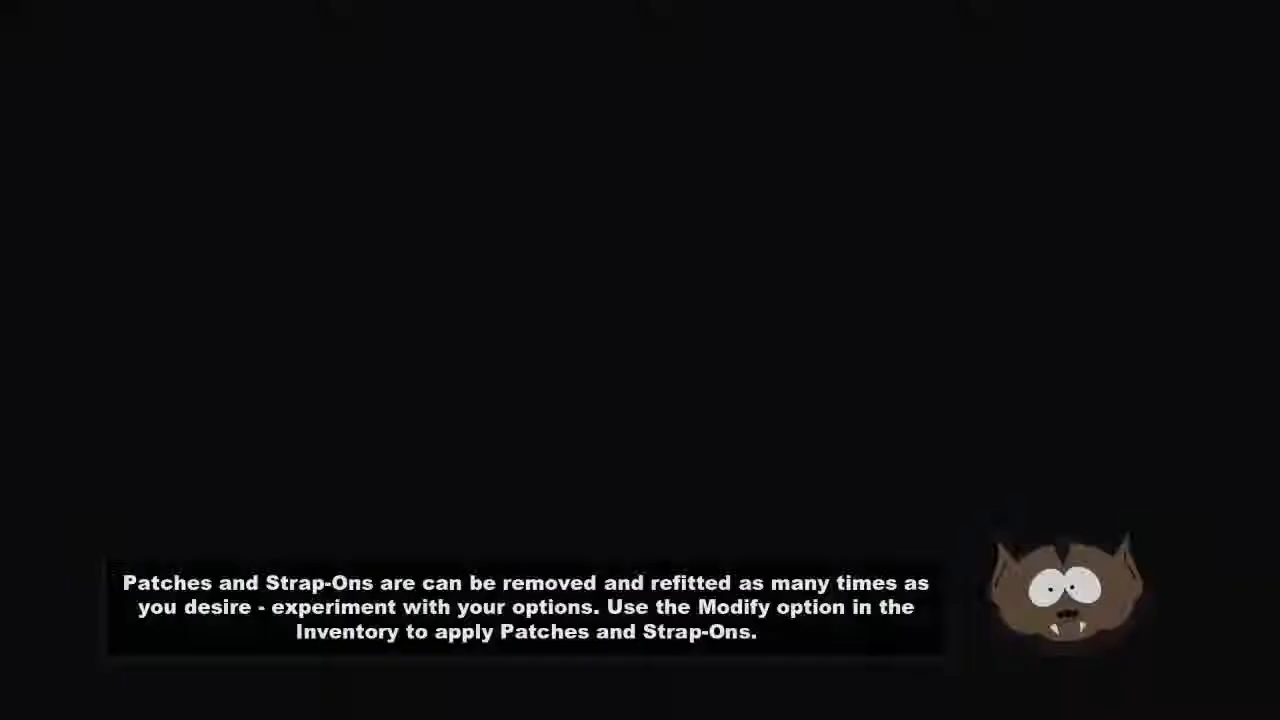 Patches and Strap-Ons are can be removed and refitted as many times as
you desire - experiment with your options. Use the Modify option in the
Inventory to apply Patches and Strap-Ons.